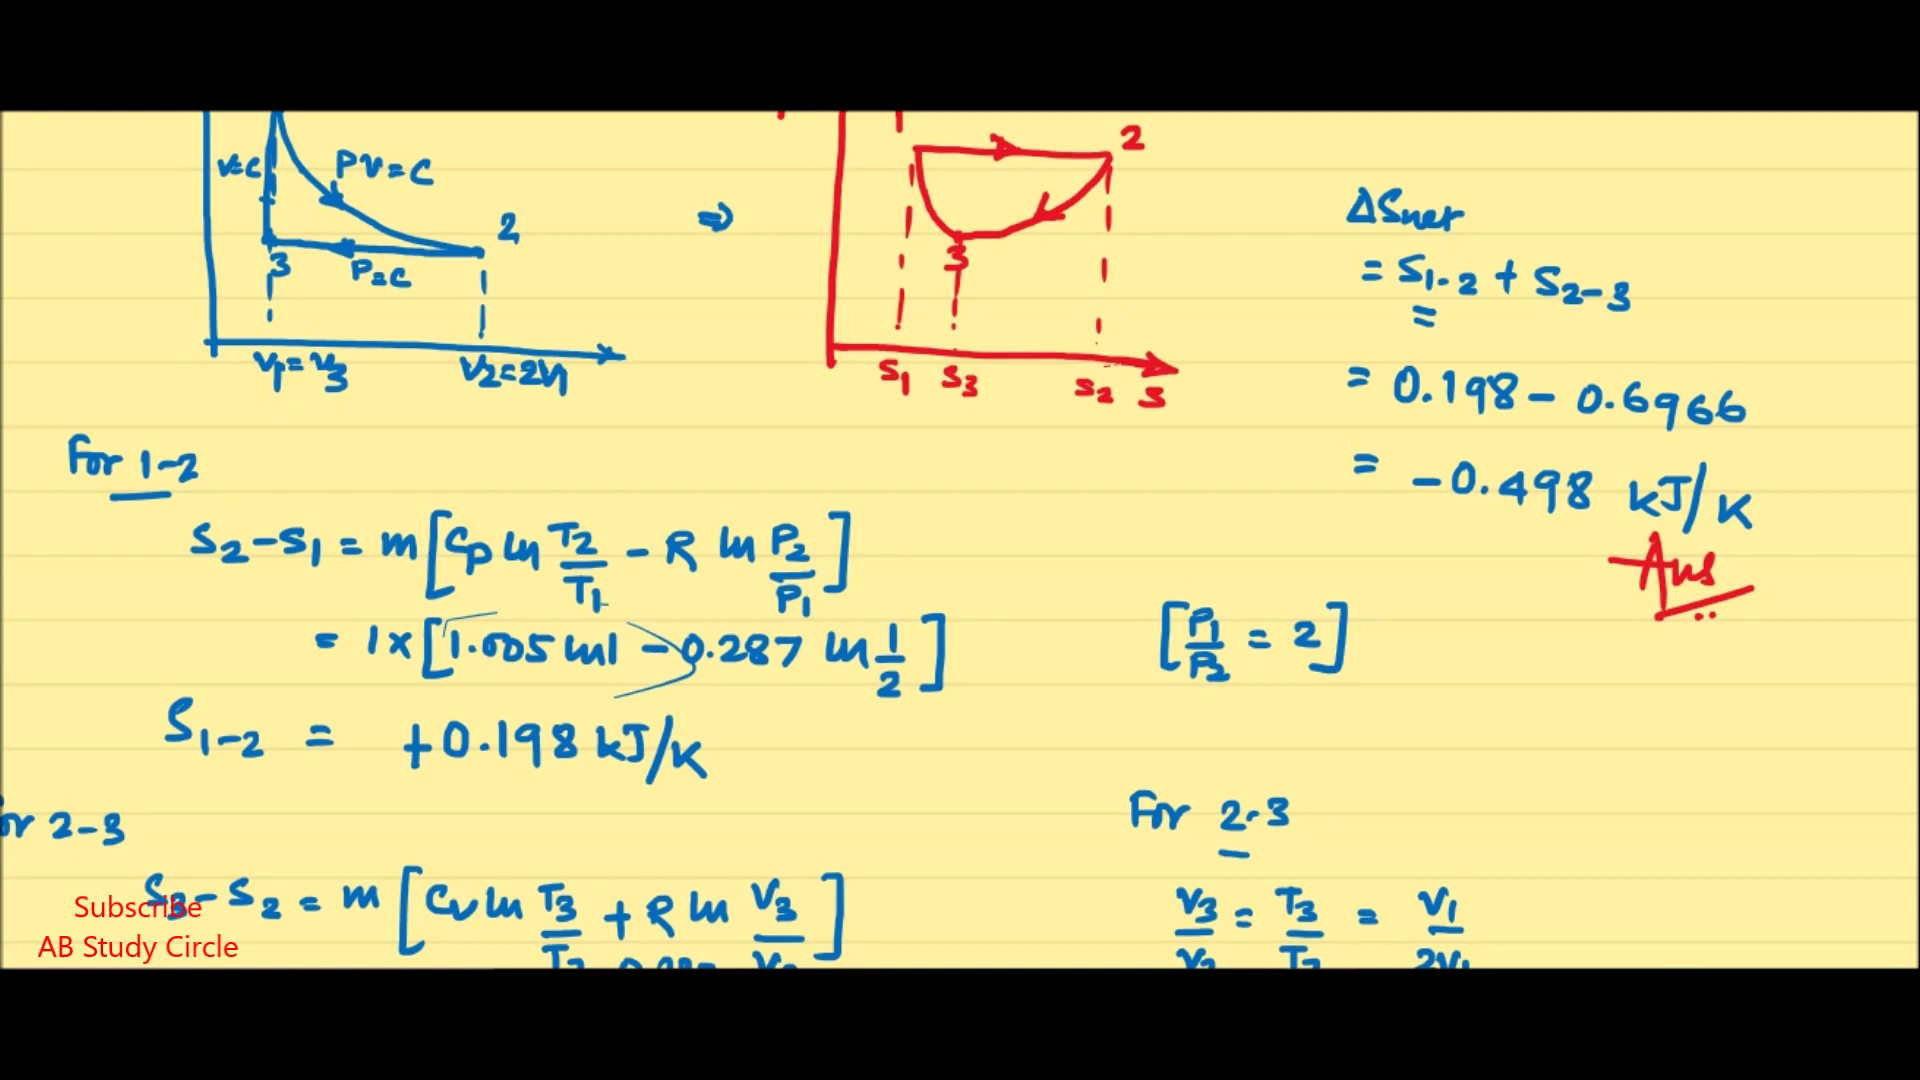 V=C
PV=C
2
3
P=C
V1=V3
V2=2V1
⇒
2
3
S1 S3 S2 S
ΔSnet
= S1-2 + S2-3
=
= 0.198 - 0.6966
= -0.498 kJ/K
Ans
For 1-2
S2-S1 = m[Cp ln T2/T1 - R ln P2/P1]
= 1×[1.005 ln1 - 0.287 ln 1/2]
[P1/P2 = 2]
S1-2 = +0.198 kJ/K
or 2-3
S3-S2 = m[Cv ln T3/T2 + R ln V3/V2]
For 2-3
V3/V2 = T3/T2 = V1/2V1
Subscribe
AB Study Circle